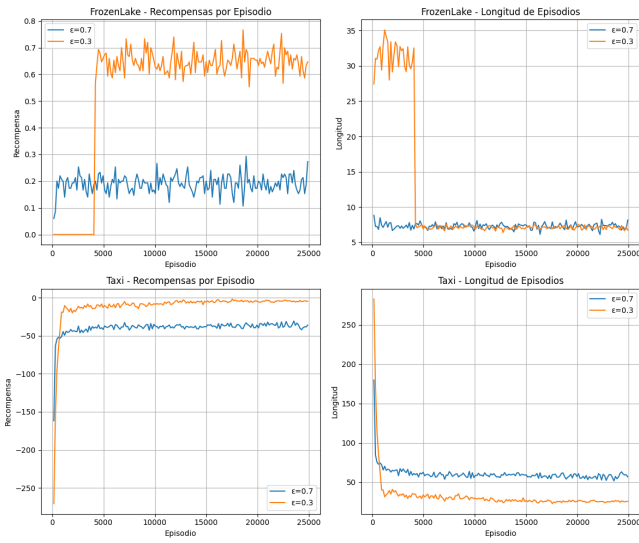 FrozenLake - Recompensas por Episodio
0.8
0.7
0.6
0.5
0.4
0.3
0.2
0.1
0.0
Recompensa
ε=0.7
ε=0.3
0
5000
10000
15000
20000
25000
Episodio
FrozenLake - Longitud de Episodios
35
30
25
20
15
10
5
Longitud
ε=0.7
ε=0.3
0
5000
10000
15000
20000
25000
Episodio
Taxi - Recompensas por Episodio
0
−50
−100
−150
−200
−250
Recompensa
ε=0.7
ε=0.3
0
5000
10000
15000
20000
25000
Episodio
Taxi - Longitud de Episodios
250
200
150
100
50
Longitud
ε=0.7
ε=0.3
0
5000
10000
15000
20000
25000
Episodio